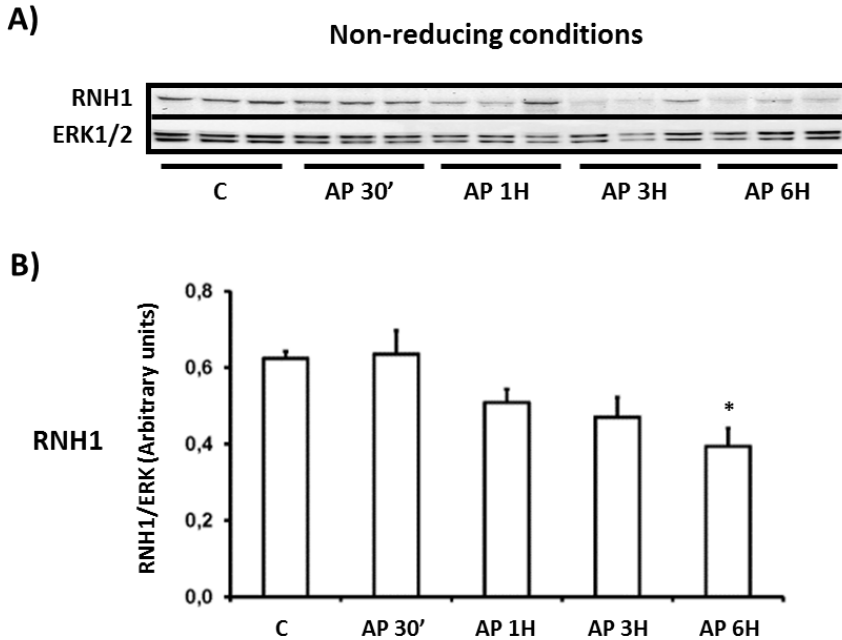 A)
Non-reducing conditions
RNH1
ERK1/2
C AP 30’ AP 1H AP 3H AP 6H
B)
RNH1
RNH1/ERK (Arbitrary units)
0,8
0,6
0,4
0,2
0,0
*
C AP 30’ AP 1H AP 3H AP 6H